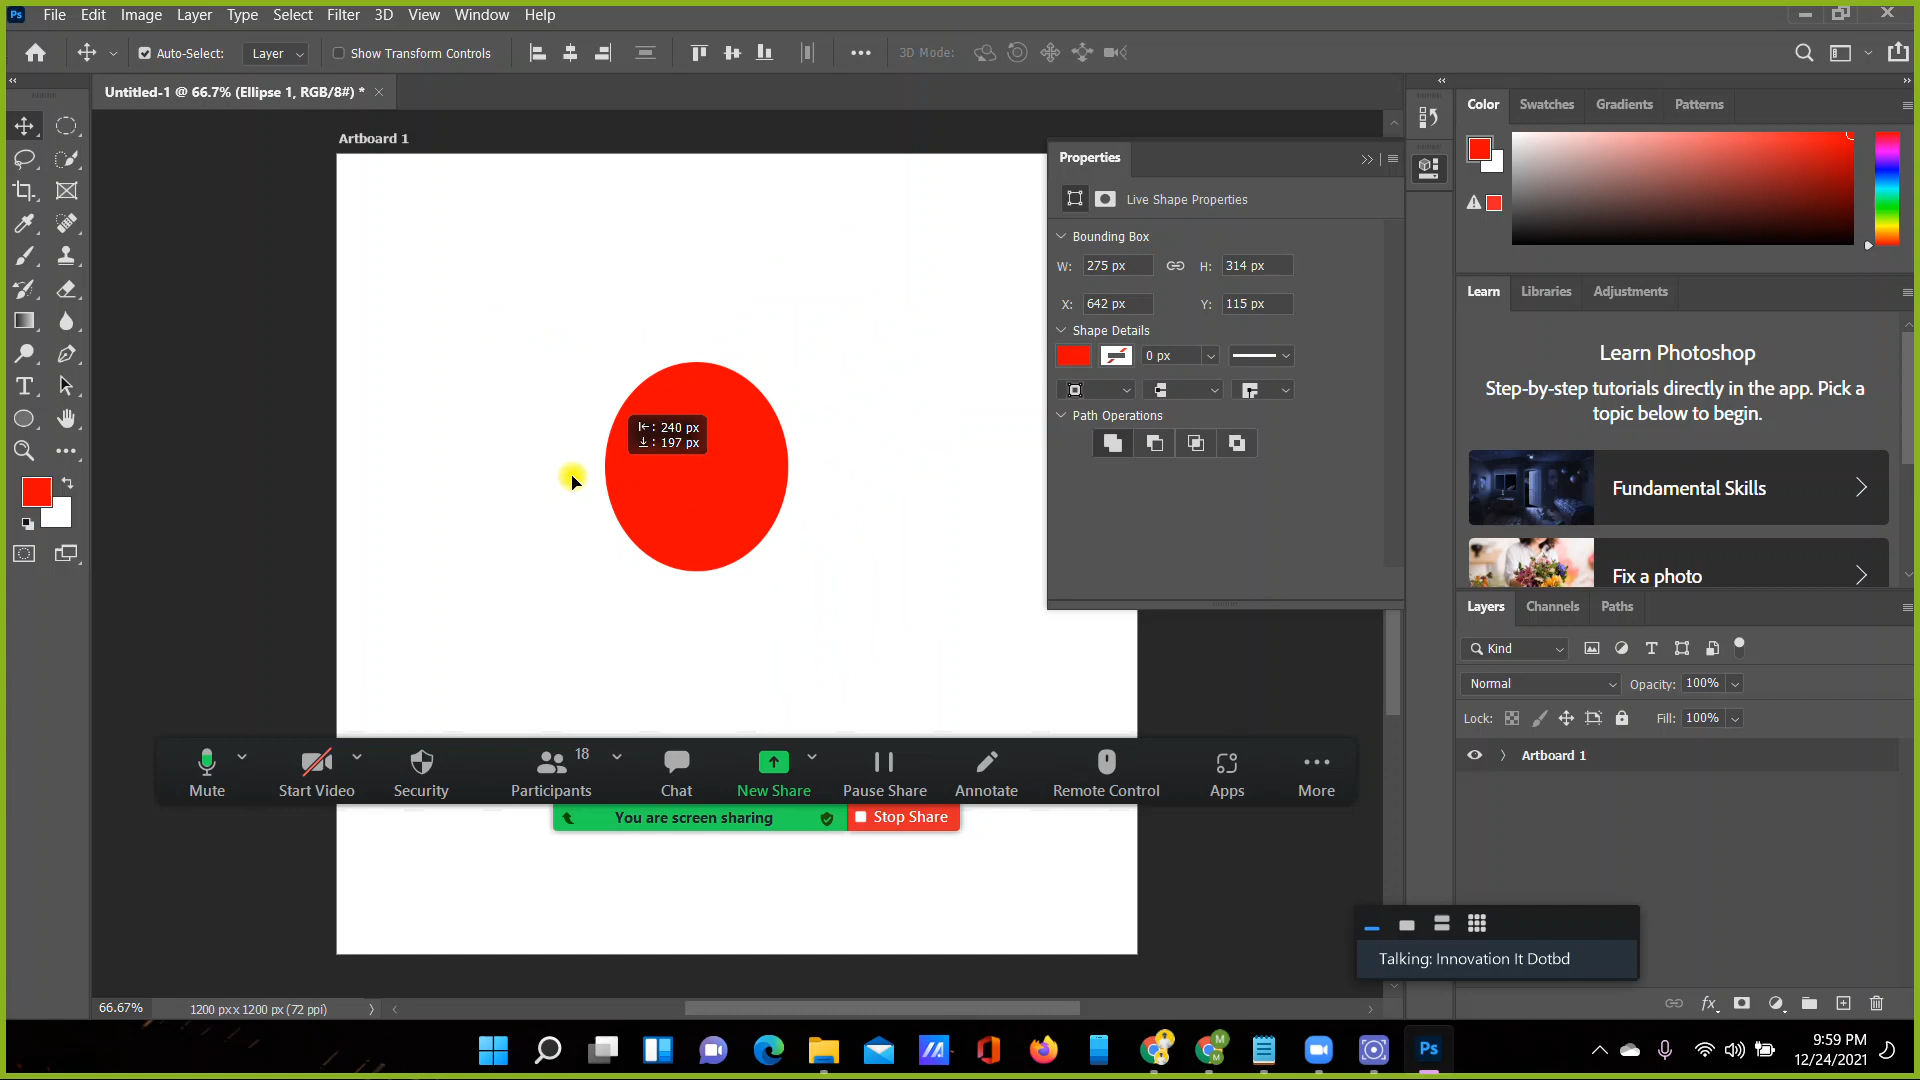 Ps File Edit Image Layer Type Select Filter 3D View Window Help
Auto-Select: Layer Show Transform Controls 3D Mode:
Untitled-1 @ 66.7% (Ellipse 1, RGB/8#) *
Artboard 1
240 px
197 px
Properties
Live Shape Properties
Bounding Box
W: 275 px H: 314 px
X: 642 px Y: 115 px
Shape Details
0 px
Path Operations
Color Swatches Gradients Patterns
Learn Libraries Adjustments
Learn Photoshop
Step-by-step tutorials directly in the app. Pick a
topic below to begin.
Fundamental Skills
Fix a photo
Layers Channels Paths
Kind
Normal Opacity: 100%
Lock: Fill: 100%
Artboard 1
18
Mute Start Video Security Participants Chat New Share Pause Share Annotate Remote Control Apps More
You are screen sharing Stop Share
Talking: Innovation It Dotbd
66.67% 1200 px x 1200 px (72 ppi)
fx
M
M
Ps
9:59 PM
12/24/2021